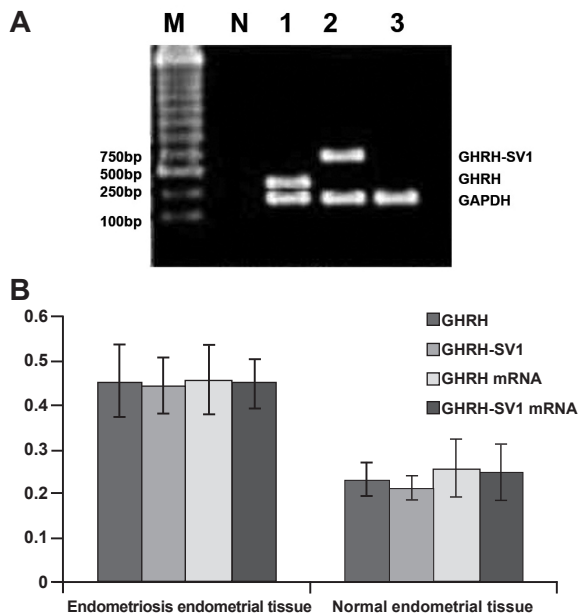 A
M N 1 2 3
750bp
500bp
250bp
100bp
GHRH-SV1
GHRH
GAPDH
B
0.6
0.5
0.4
0.3
0.2
0.1
0
GHRH
GHRH-SV1
GHRH mRNA
GHRH-SV1 mRNA
Endometriosis endometrial tissue Normal endometrial tissue